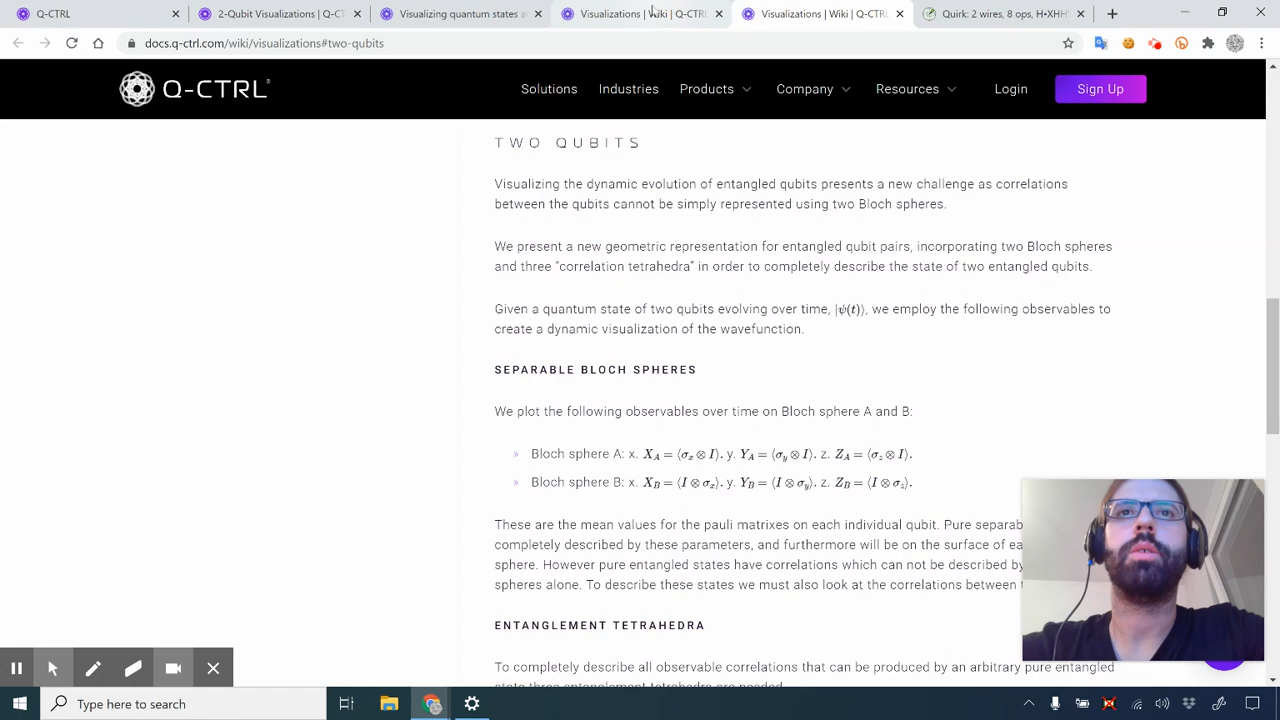 Q-CTRL
2-Qubit Visualizations | Q-CTRL
Visualizing quantum states a
Visualizations | Wiki | Q-CTRL
Visualizations | Wiki | Q-CTRL
Quirk: 2 wires, 8 ops, H•XHH
docs.q-ctrl.com/wiki/visualizations#two-qubits
Q-CTRL
Solutions
Industries
Products
Company
Resources
Login
Sign Up
TWO QUBITS
Visualizing the dynamic evolution of entangled qubits presents a new challenge as correlations
between the qubits cannot be simply represented using two Bloch spheres.
We present a new geometric representation for entangled qubit pairs, incorporating two Bloch spheres
and three “correlation tetrahedra” in order to completely describe the state of two entangled qubits.
Given a quantum state of two qubits evolving over time, |ψ(t)⟩, we employ the following observables to
create a dynamic visualization of the wavefunction.
SEPARABLE BLOCH SPHERES
We plot the following observables over time on Bloch sphere A and B:
» Bloch sphere A: x. X_A = ⟨σ_x ⊗ I⟩. y. Y_A = ⟨σ_y ⊗ I⟩. z. Z_A = ⟨σ_z ⊗ I⟩.
» Bloch sphere B: x. X_B = ⟨I ⊗ σ_x⟩. y. Y_B = ⟨I ⊗ σ_y⟩. z. Z_B = ⟨I ⊗ σ_z⟩.
These are the mean values for the pauli matrixes on each individual qubit. Pure separab
completely described by these parameters, and furthermore will be on the surface of ea
sphere. However pure entangled states have correlations which can not be described by
spheres alone. To describe these states we must also look at the correlations between t
ENTANGLEMENT TETRAHEDRA
To completely describe all observable correlations that can be produced by an arbitrary pure entangled
state three entanglement tetrahedra are needed
Type here to search